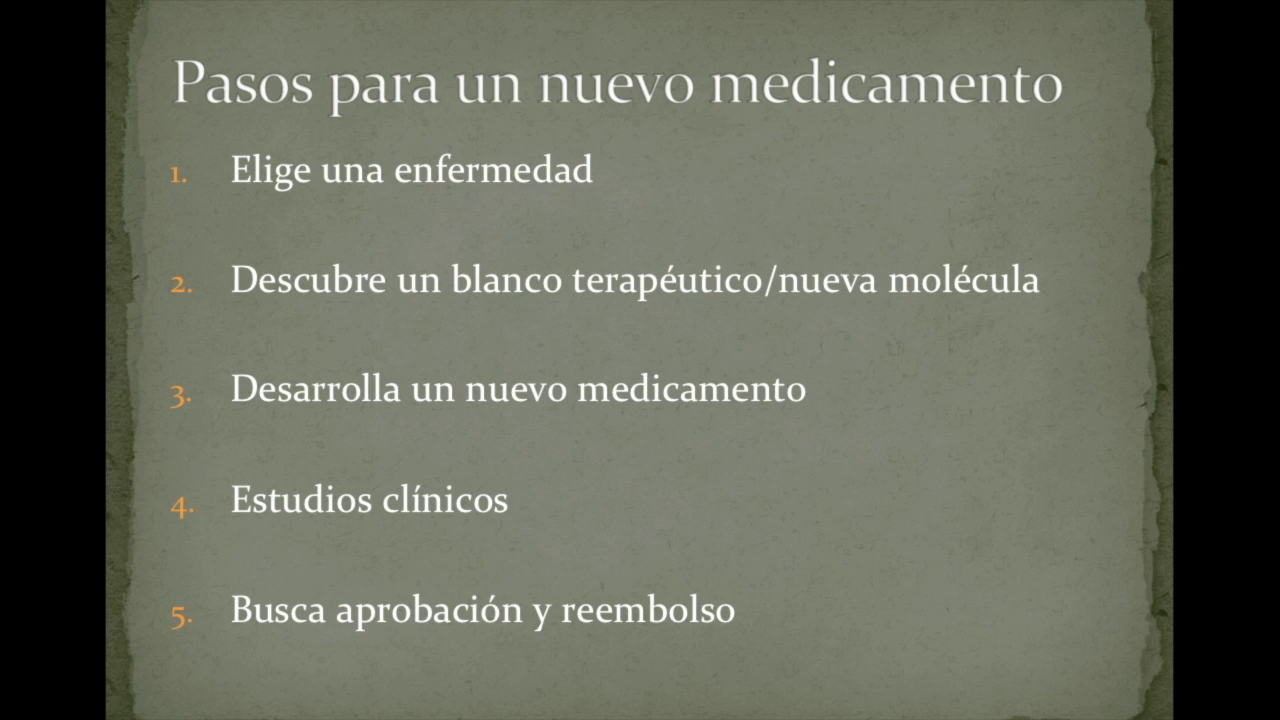 Pasos para un nuevo medicamento
1. Elige una enfermedad
2. Descubre un blanco terapéutico/nueva molécula
3. Desarrolla un nuevo medicamento
4. Estudios clínicos
5. Busca aprobación y reembolso